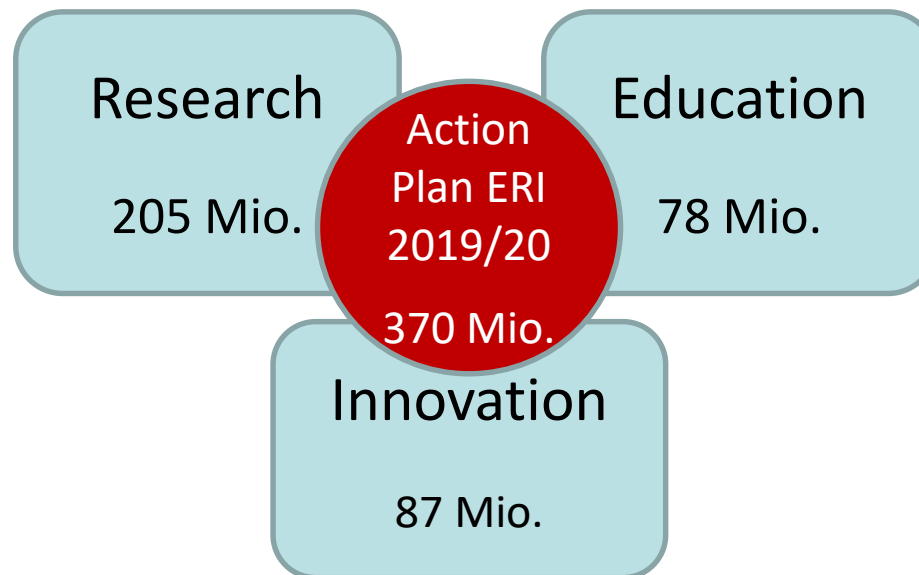 Research
205 Mio.
Action
Plan ERI
2019/20
370 Mio.
Education
78 Mio.
Innovation
87 Mio.